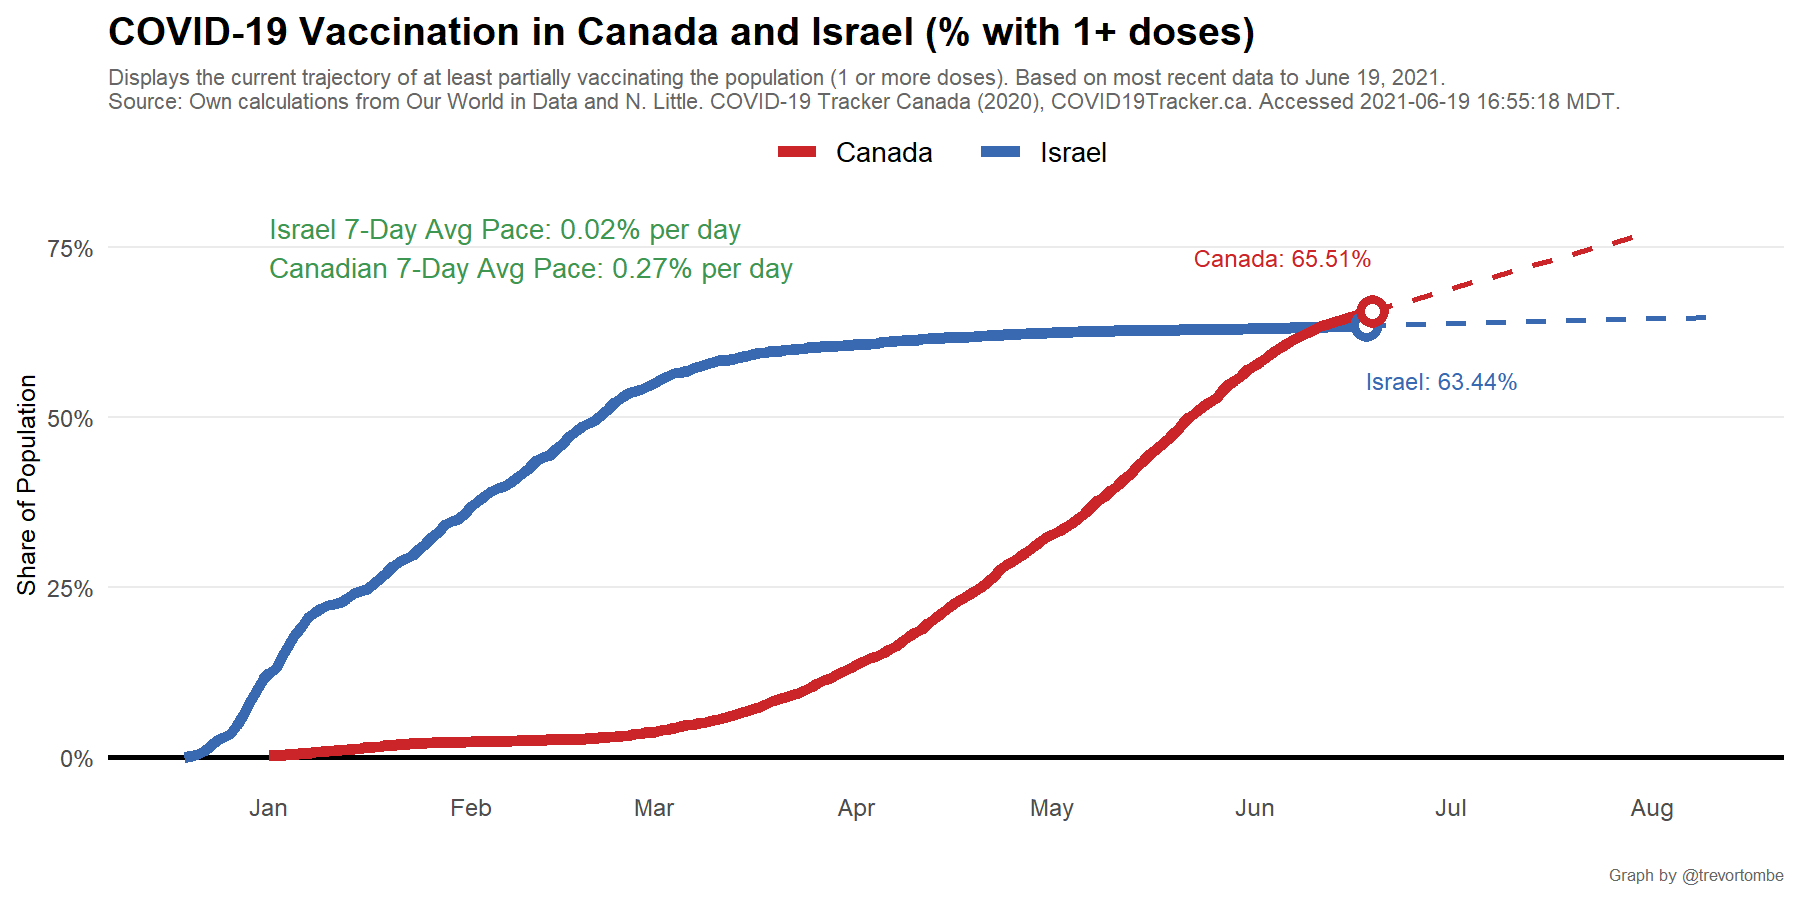 COVID-19 Vaccination in Canada and Israel (% with 1+ doses)
Displays the current trajectory of at least partially vaccinating the population (1 or more doses). Based on most recent data to June 19, 2021.
Source: Own calculations from Our World in Data and N. Little. COVID-19 Tracker Canada (2020), COVID19Tracker.ca. Accessed 2021-06-19 16:55:18 MDT.
Canada Israel
Israel 7-Day Avg Pace: 0.02% per day
Canadian 7-Day Avg Pace: 0.27% per day
Canada: 65.51%
Israel: 63.44%
Share of Population
75%
50%
25%
0%
Jan Feb Mar Apr May Jun Jul Aug
Graph by @trevortombe